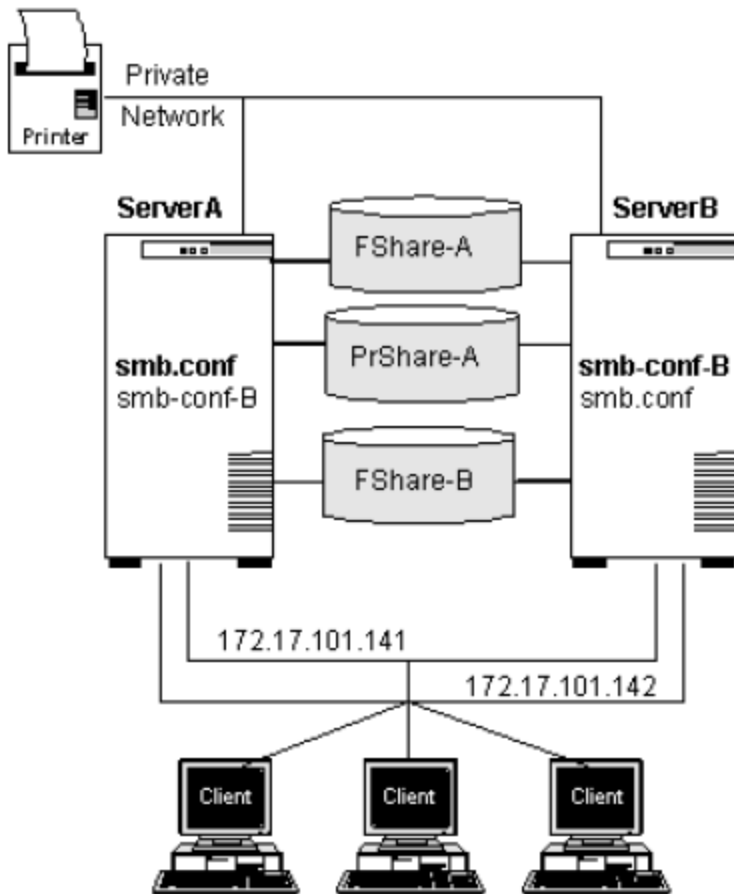 Private
Network
Printer
ServerA
ServerB
FShare-A
PrShare-A
FShare-B
smb.conf
smb-conf-B
smb-conf-B
smb.conf
172.17.101.141
172.17.101.142
Client
Client
Client